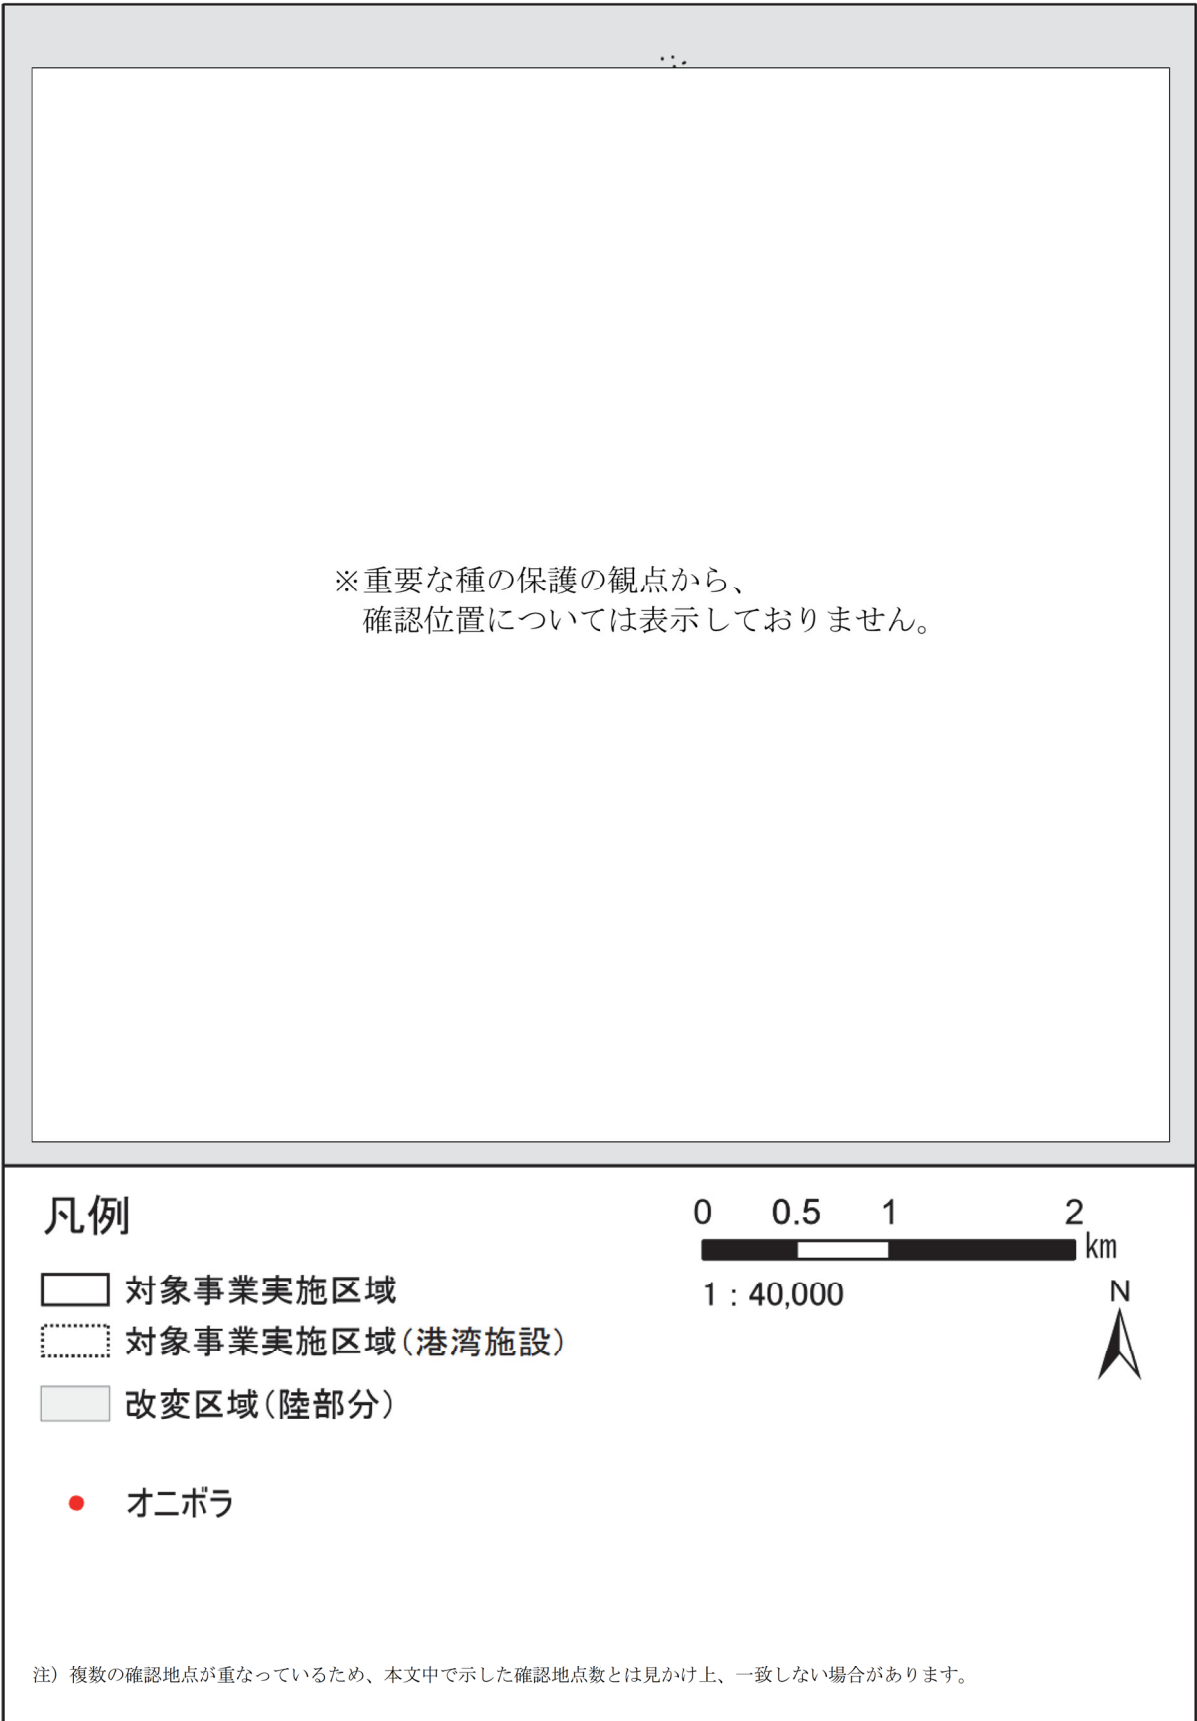 ※重要な種の保護の観点から、
確認位置については表示しておりません。
凡例
0 0.5 1 2
km
対象事業実施区域
1：40,000
N
対象事業実施区域(港湾施設)
改変区域(陸部分)
オニボラ
注）複数の確認地点が重なっているため、本文中で示した確認地点数とは見かけ上、一致しない場合があります。